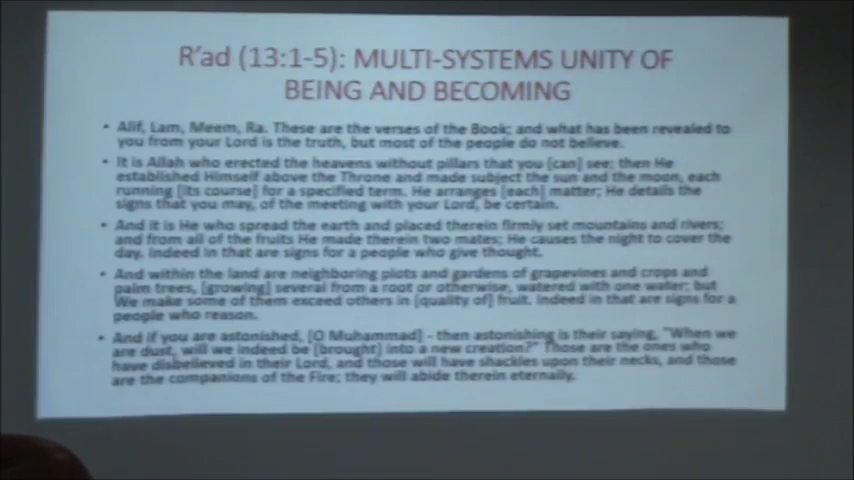 R'ad (13:1-5): MULTI-SYSTEMS UNITY OF
BEING AND BECOMING
• Alif, Lam, Meem, Ra. These are the verses of the Book; and what has been revealed to
you from your Lord is the truth, but most of the people do not believe.
• It is Allah who erected the heavens without pillars that you [can] see; then He
established Himself above the Throne and made subject the sun and the moon, each
running [its course] for a specified term. He arranges [each] matter; He details the
signs that you may, of the meeting with your Lord, be certain.
• And it is He who spread the earth and placed therein firmly set mountains and rivers;
and from all of the fruits He made therein two mates; He causes the night to cover the
day. Indeed in that are signs for a people who give thought.
• And within the land are neighboring plots and gardens of grapevines and crops and
palm trees, [growing] several from a root or otherwise, watered with one water; but
We make some of them exceed others in [quality of] fruit. Indeed in that are signs for a
people who reason.
• And if you are astonished, [O Muhammad] - then astonishing is their saying, "When we
are dust, will we indeed be [brought] into a new creation?" Those are the ones who
have disbelieved in their Lord, and those will have shackles upon their necks, and those
are the companions of the Fire; they will abide therein eternally.